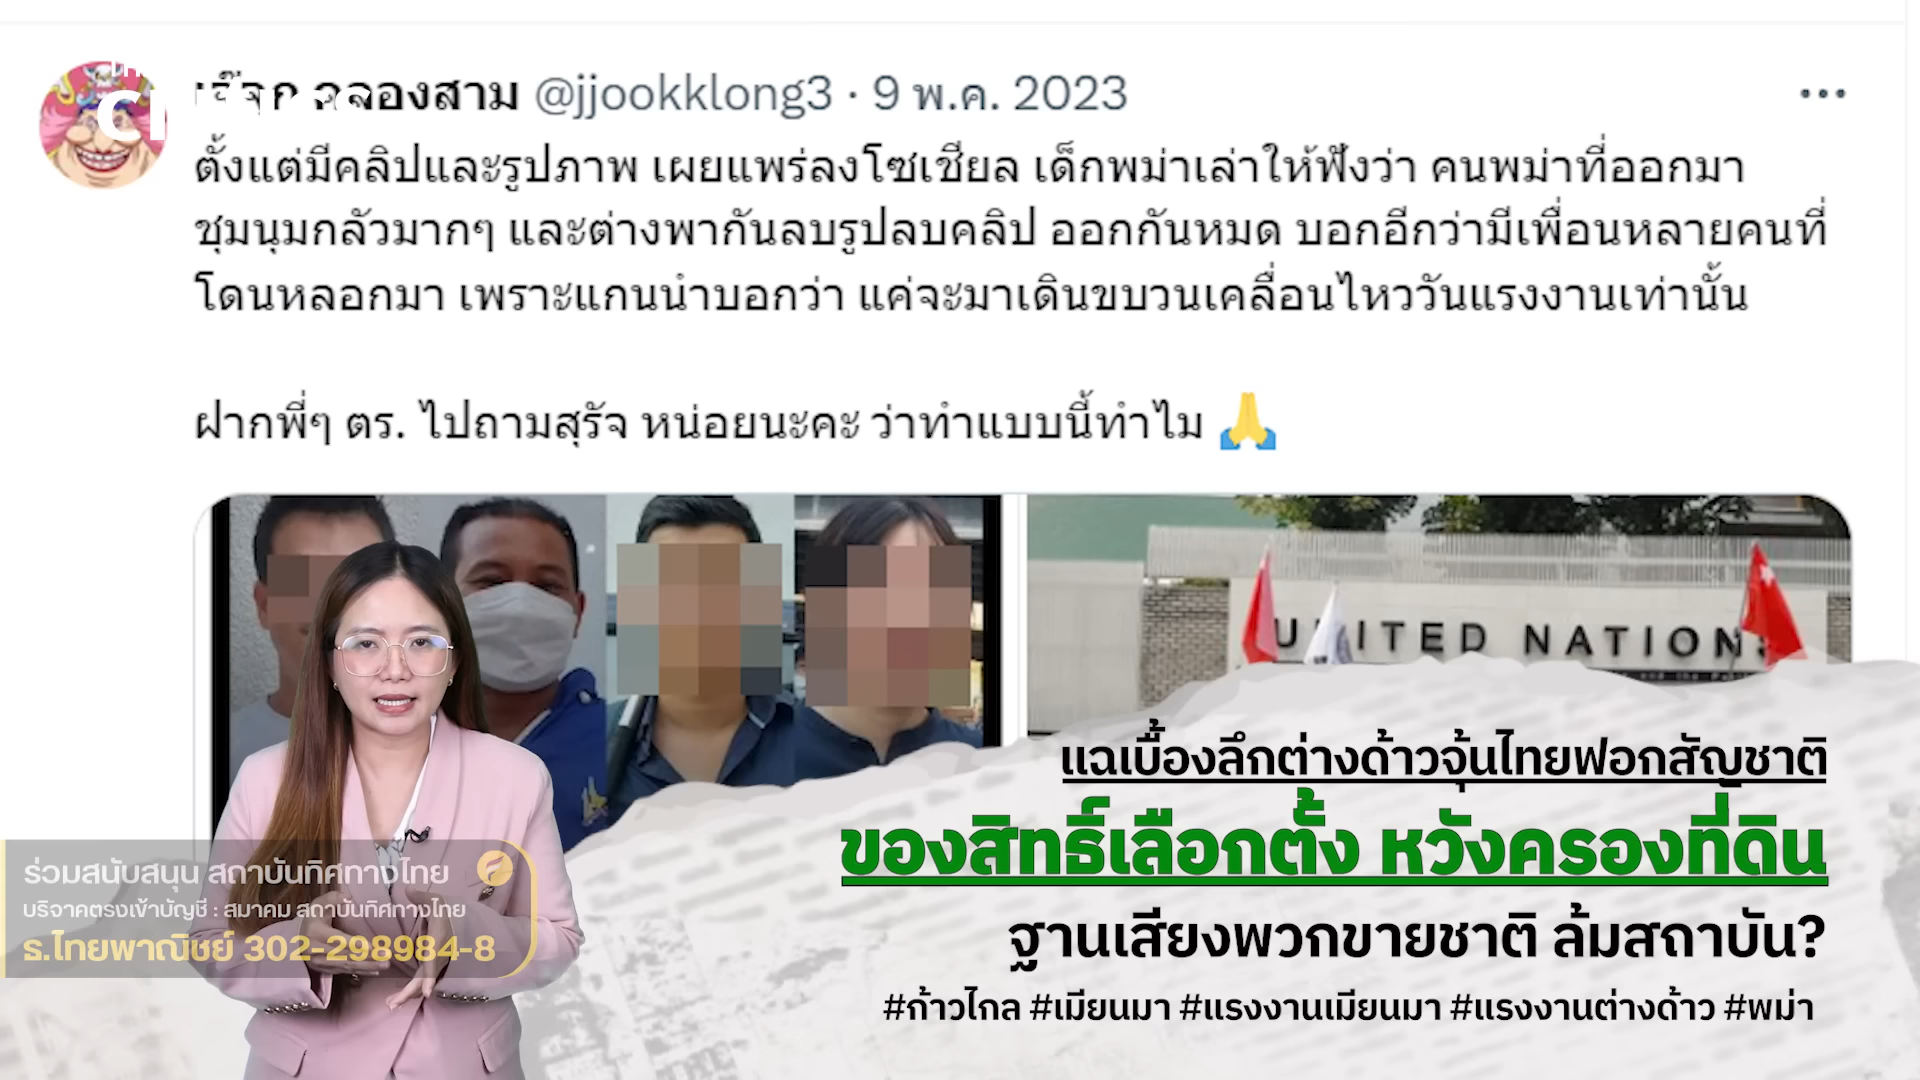 คลองสาม @jjookklong3 · 9 พ.ค. 2023
ตั้งแต่มีคลิปและรูปภาพ เผยแพร่ลงโซเชียล เด็กพม่าเล่าให้ฟังว่า คนพม่าที่ออกมา
ชุมนุมกลัวมากๆ และต่างพากันลบรูปลบคลิป ออกกันหมด บอกอีกว่ามีเพื่อนหลายคนที่
โดนหลอกมา เพราะแกนนำบอกว่า แค่จะมาเดินขบวนเคลื่อนไหววันแรงงานเท่านั้น
ฝากพี่ๆ ตร. ไปถามสุรัจ หน่อยนะคะ ว่าทำแบบนี้ทำไม 🙏
UNITED NATIONS
แฉเบื้องลึกต่างด้าวจุ้นไทยฟอกสัญชาติ
ของสิทธิ์เลือกตั้ง หวังครองที่ดิน
ฐานเสียงพวกขายชาติ ล้มสถาบัน?
#ก้าวไกล #เมียนมา #แรงงานเมียนมา #แรงงานต่างด้าว #พม่า
ร่วมสนับสนุน สถาบันทิศทางไทย
บริจาคตรงเข้าบัญชี : สมาคม สถาบันทิศทางไทย
ธ.ไทยพาณิชย์ 302-298984-8